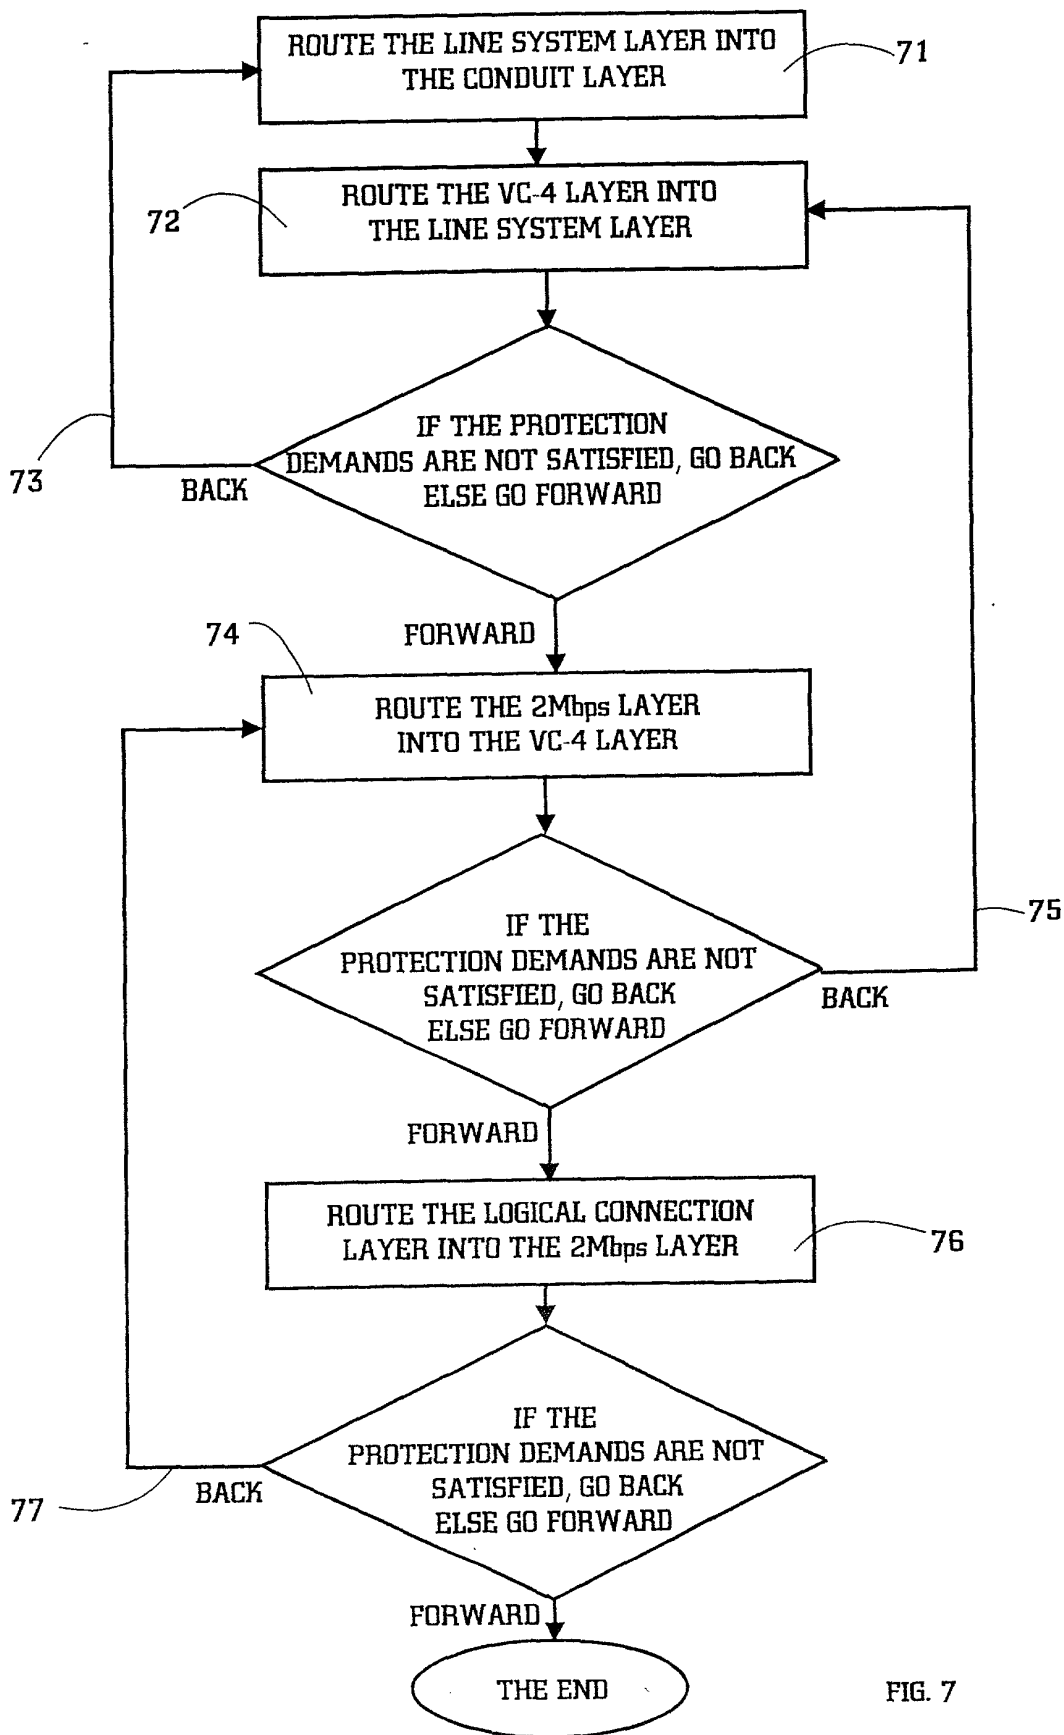 ROUTE THE LINE SYSTEM LAYER INTO
THE CONDUIT LAYER
71
ROUTE THE VC-4 LAYER INTO
THE LINE SYSTEM LAYER
72
IF THE PROTECTION
DEMANDS ARE NOT SATISFIED, GO BACK
ELSE GO FORWARD
73
BACK
FORWARD
74
ROUTE THE 2Mbps LAYER
INTO THE VC-4 LAYER
75
IF THE
PROTECTION DEMANDS ARE NOT
SATISFIED, GO BACK
ELSE GO FORWARD
BACK
FORWARD
ROUTE THE LOGICAL CONNECTION
LAYER INTO THE 2Mbps LAYER
76
IF THE
PROTECTION DEMANDS ARE NOT
SATISFIED, GO BACK
ELSE GO FORWARD
BACK
77
FORWARD
THE END
FIG. 7